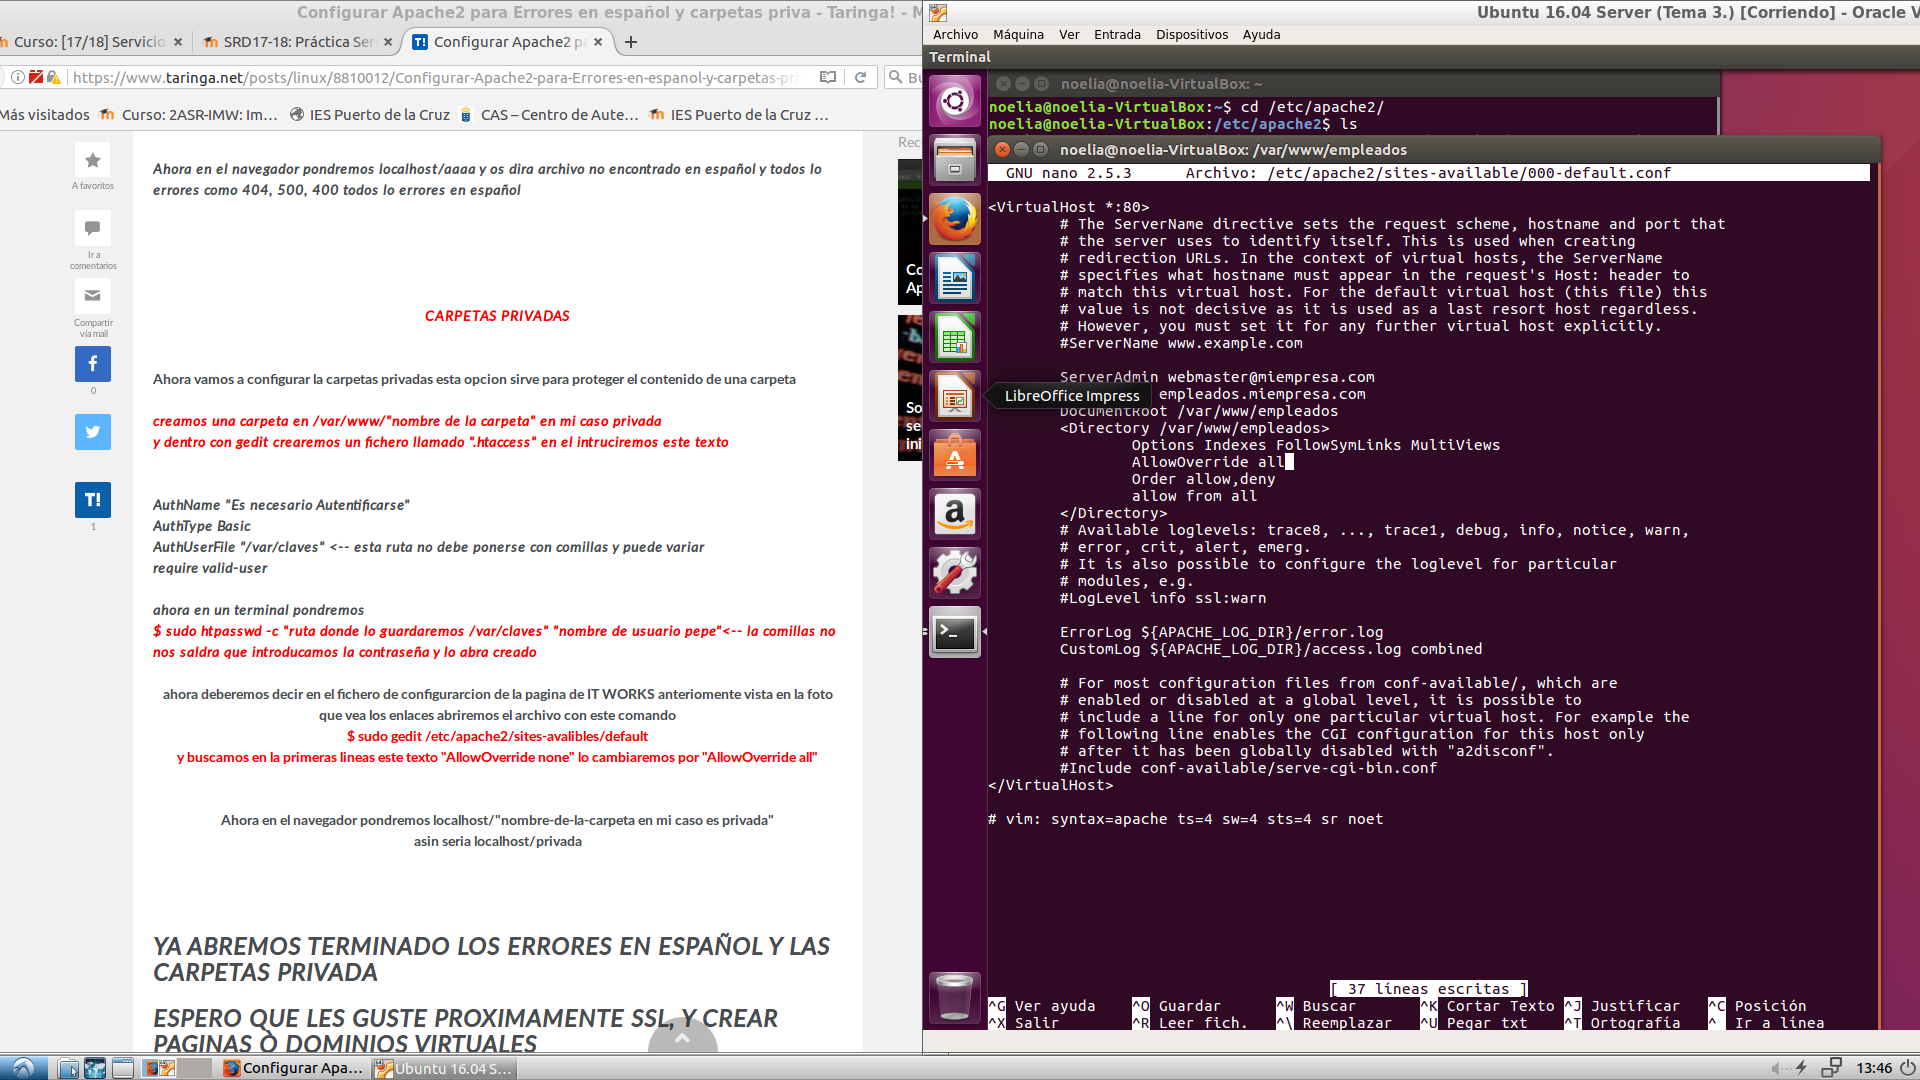 Configurar Apache2 para Errores en español y carpetas priva - Taringa! - M
Curso: [17/18] Servicio
SRD17-18: Práctica Ser
Configurar Apache2 p
https://www.taringa.net/posts/linux/8810012/Configurar-Apache2-para-Errores-en-espanol-y-carpetas-pri
Más visitados
Curso: 2ASR-IMW: Im...
IES Puerto de la Cruz
CAS – Centro de Aute...
IES Puerto de la Cruz ...
A favoritos
Ir a
comentarios
Compartir
vía mail
0
T!
1
Ahora en el navegador pondremos localhost/aaaa y os dira archivo no encontrado en español y todos lo
errores como 404, 500, 400 todos lo errores en español
CARPETAS PRIVADAS
Ahora vamos a configurar la carpetas privadas esta opcion sirve para proteger el contenido de una carpeta
creamos una carpeta en /var/www/"nombre de la carpeta" en mi caso privada
y dentro con gedit crearemos un fichero llamado ".htaccess" en el intruciremos este texto
AuthName "Es necesario Autentificarse"
AuthType Basic
AuthUserFile "/var/claves" <-- esta ruta no debe ponerse con comillas y puede variar
require valid-user
ahora en un terminal pondremos
$ sudo htpasswd -c "ruta donde lo guardaremos /var/claves" "nombre de usuario pepe"<-- la comillas no
nos saldra que introducamos la contraseña y lo abra creado
ahora deberemos decir en el fichero de configurarcion de la pagina de IT WORKS anteriomente vista en la foto
que vea los enlaces abriremos el archivo con este comando
$ sudo gedit /etc/apache2/sites-avalibles/default
y buscamos en la primeras lineas este texto "AllowOverride none" lo cambiaremos por "AllowOverride all"
Ahora en el navegador pondremos localhost/"nombre-de-la-carpeta en mi caso es privada"
asin seria localhost/privada
YA ABREMOS TERMINADO LOS ERRORES EN ESPAÑOL Y LAS
CARPETAS PRIVADA
ESPERO QUE LES GUSTE PROXIMAMENTE SSL, Y CREAR
PAGINAS O DOMINIOS VIRTUALES
Rec
Co
Ap
So
se
ini
Ubuntu 16.04 Server (Tema 3.) [Corriendo] - Oracle V
Archivo Máquina Ver Entrada Dispositivos Ayuda
Terminal
noelia@noelia-VirtualBox: ~
noelia@noelia-VirtualBox:~$ cd /etc/apache2/
noelia@noelia-VirtualBox:/etc/apache2$ ls
noelia@noelia-VirtualBox: /var/www/empleados
GNU nano 2.5.3 Archivo: /etc/apache2/sites-available/000-default.conf
<VirtualHost *:80>
# The ServerName directive sets the request scheme, hostname and port that
# the server uses to identify itself. This is used when creating
# redirection URLs. In the context of virtual hosts, the ServerName
# specifies what hostname must appear in the request's Host: header to
# match this virtual host. For the default virtual host (this file) this
# value is not decisive as it is used as a last resort host regardless.
# However, you must set it for any further virtual host explicitly.
#ServerName www.example.com
ServerAdmin webmaster@miempresa.com
empleados.miempresa.com
LibreOffice Impress
DocumentRoot /var/www/empleados
<Directory /var/www/empleados>
Options Indexes FollowSymLinks MultiViews
AllowOverride all
Order allow,deny
allow from all
</Directory>
# Available loglevels: trace8, ..., trace1, debug, info, notice, warn,
# error, crit, alert, emerg.
# It is also possible to configure the loglevel for particular
# modules, e.g.
#LogLevel info ssl:warn
ErrorLog ${APACHE_LOG_DIR}/error.log
CustomLog ${APACHE_LOG_DIR}/access.log combined
# For most configuration files from conf-available/, which are
# enabled or disabled at a global level, it is possible to
# include a line for only one particular virtual host. For example the
# following line enables the CGI configuration for this host only
# after it has been globally disabled with "a2disconf".
#Include conf-available/serve-cgi-bin.conf
</VirtualHost>
# vim: syntax=apache ts=4 sw=4 sts=4 sr noet
[ 37 líneas escritas ]
^G Ver ayuda ^O Guardar ^W Buscar ^K Cortar Texto ^J Justificar ^C Posición
^X Salir ^R Leer fich. ^\ Reemplazar ^U Pegar txt ^T Ortografía ^_ Ir a línea
Configurar Apa...
Ubuntu 16.04 S...
13:46